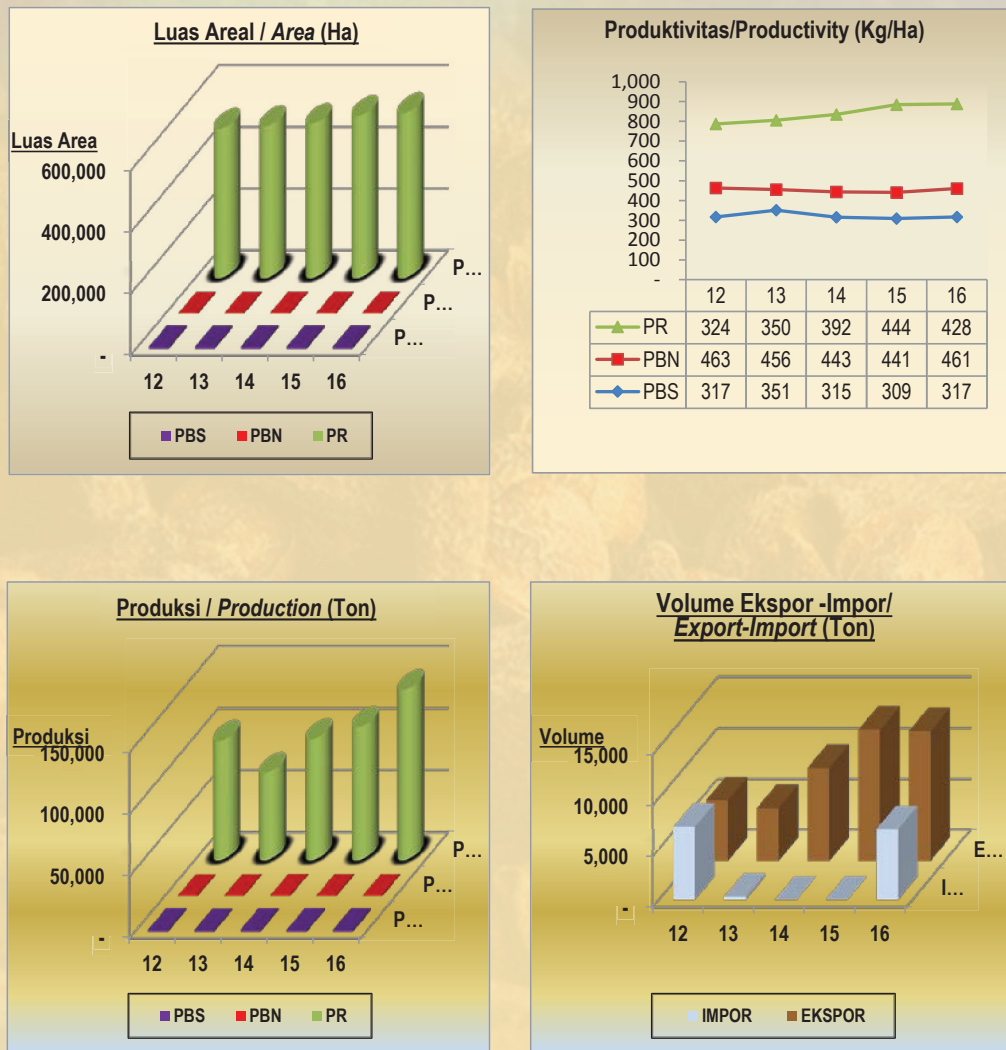 Luas Areal / Area (Ha)
Luas Area
600,000
400,000
200,000
-
P...
P...
P...
12 13 14 15 16
PBS PBN PR
Produktivitas/Productivity (Kg/Ha)
1,000
900
800
700
600
500
400
300
200
100
-
12 13 14 15 16
PR 324 350 392 444 428
PBN 463 456 443 441 461
PBS 317 351 315 309 317
Produksi / Production (Ton)
Produksi
150,000
100,000
50,000
-
P...
P...
P...
12 13 14 15 16
PBS PBN PR
Volume Ekspor -Impor/
Export-Import (Ton)
Volume
15,000
10,000
5,000
-
E...
I...
12 13 14 15 16
IMPOR EKSPOR